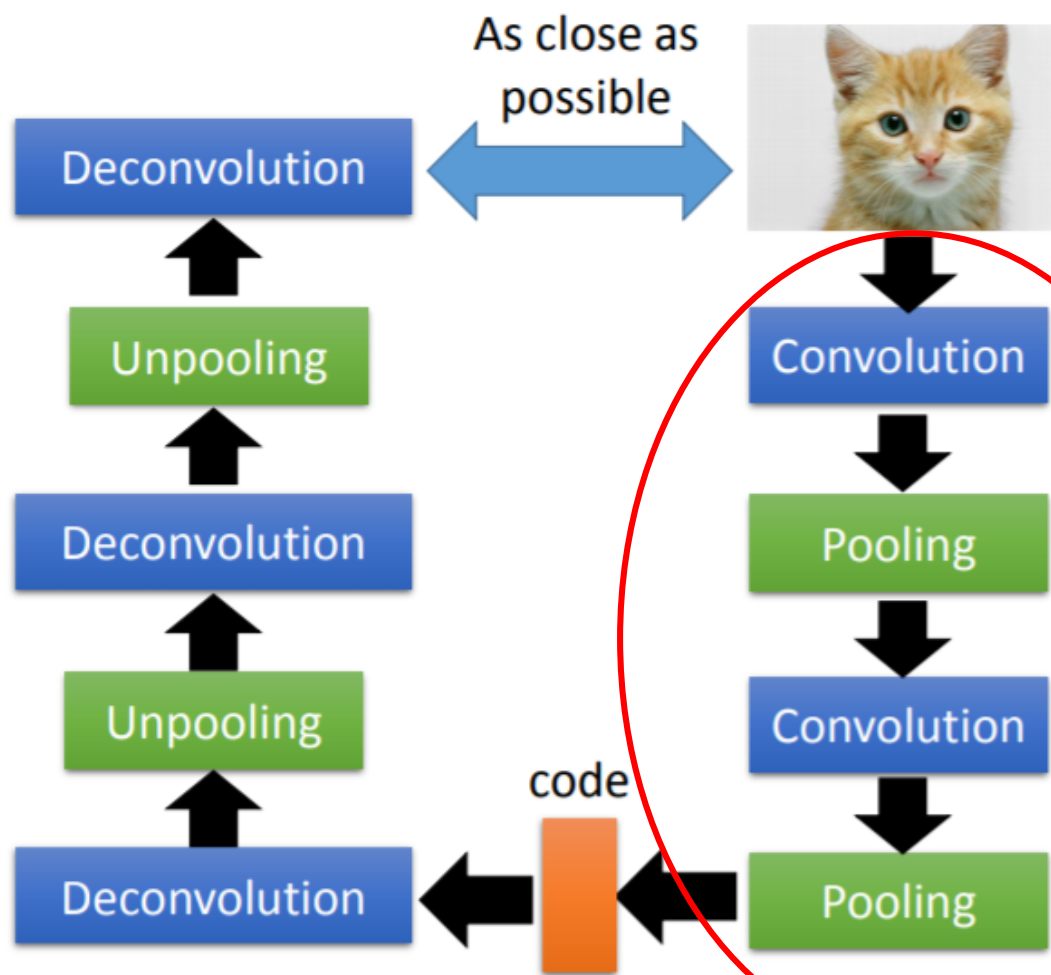 As close as
possible
Deconvolution
Convolution
Unpooling
Pooling
Deconvolution
Convolution
Unpooling
code
Deconvolution
Pooling